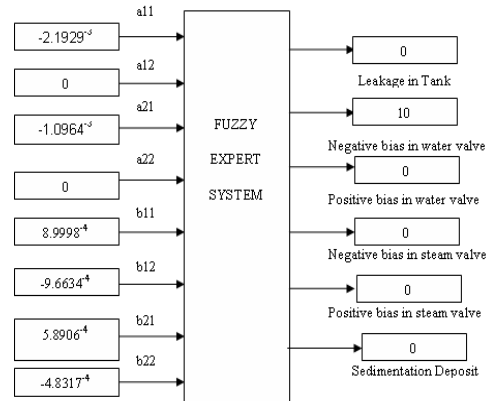 a11
-2.1929⁻³
a12
0
a21
-1.0964⁻³
a22
0
b11
8.9998⁻⁴
b12
-9.6634⁻⁴
b21
5.8906⁻⁴
b22
-4.8317⁻⁴
FUZZY
EXPERT
SYSTEM
0
Leakage in Tank
10
Negative bias in water valve
0
Positive bias in water valve
0
Negative bias in steam valve
0
Positive bias in steam valve
0
Sedimentation Deposit